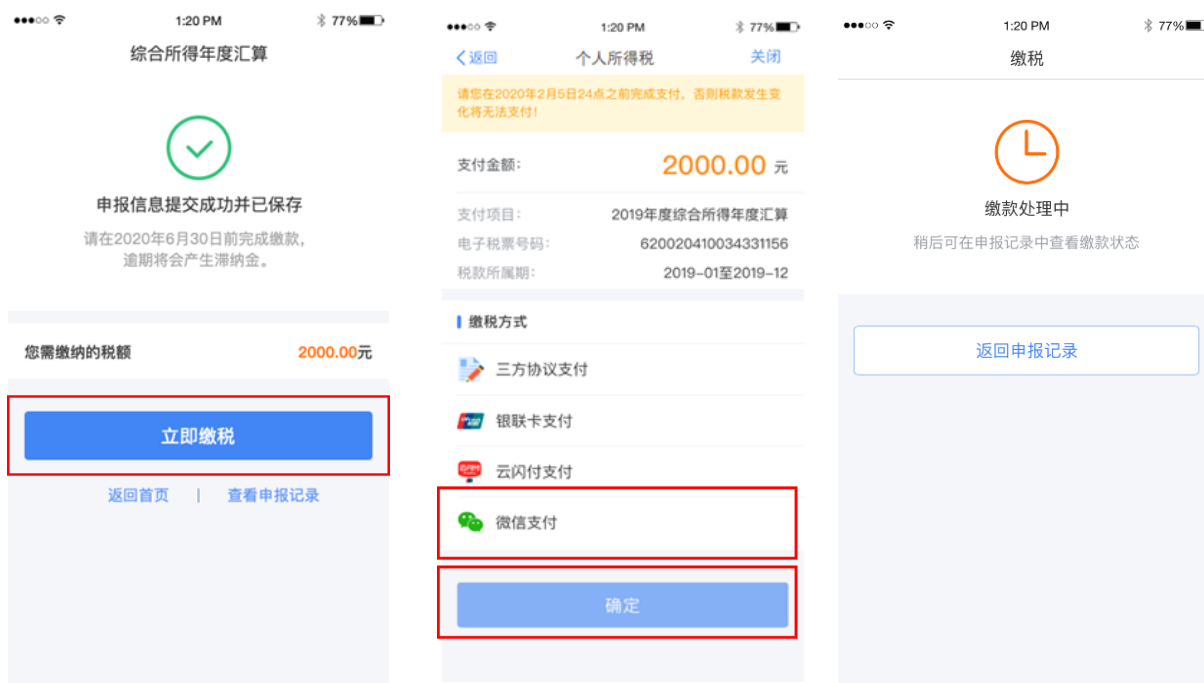 1:20 PM
77%
综合所得年度汇算
申报信息提交成功并已保存
请在2020年6月30日前完成缴款，
逾期将会产生滞纳金。
您需缴纳的税额
2000.00元
立即缴税
返回首页 | 查看申报记录
1:20 PM
77%
返回
个人所得税
关闭
请您在2020年2月5日24点之前完成支付，否则税款发生变
化将无法支付！
支付金额：
2000.00 元
支付项目：
2019年度综合所得年度汇算
电子税票号码：
620020410034331156
税款所属期：
2019-01至2019-12
缴税方式
三方协议支付
银联卡支付
云闪付支付
微信支付
确定
1:20 PM
77%
缴税
缴款处理中
稍后可在申报记录中查看缴款状态
返回申报记录